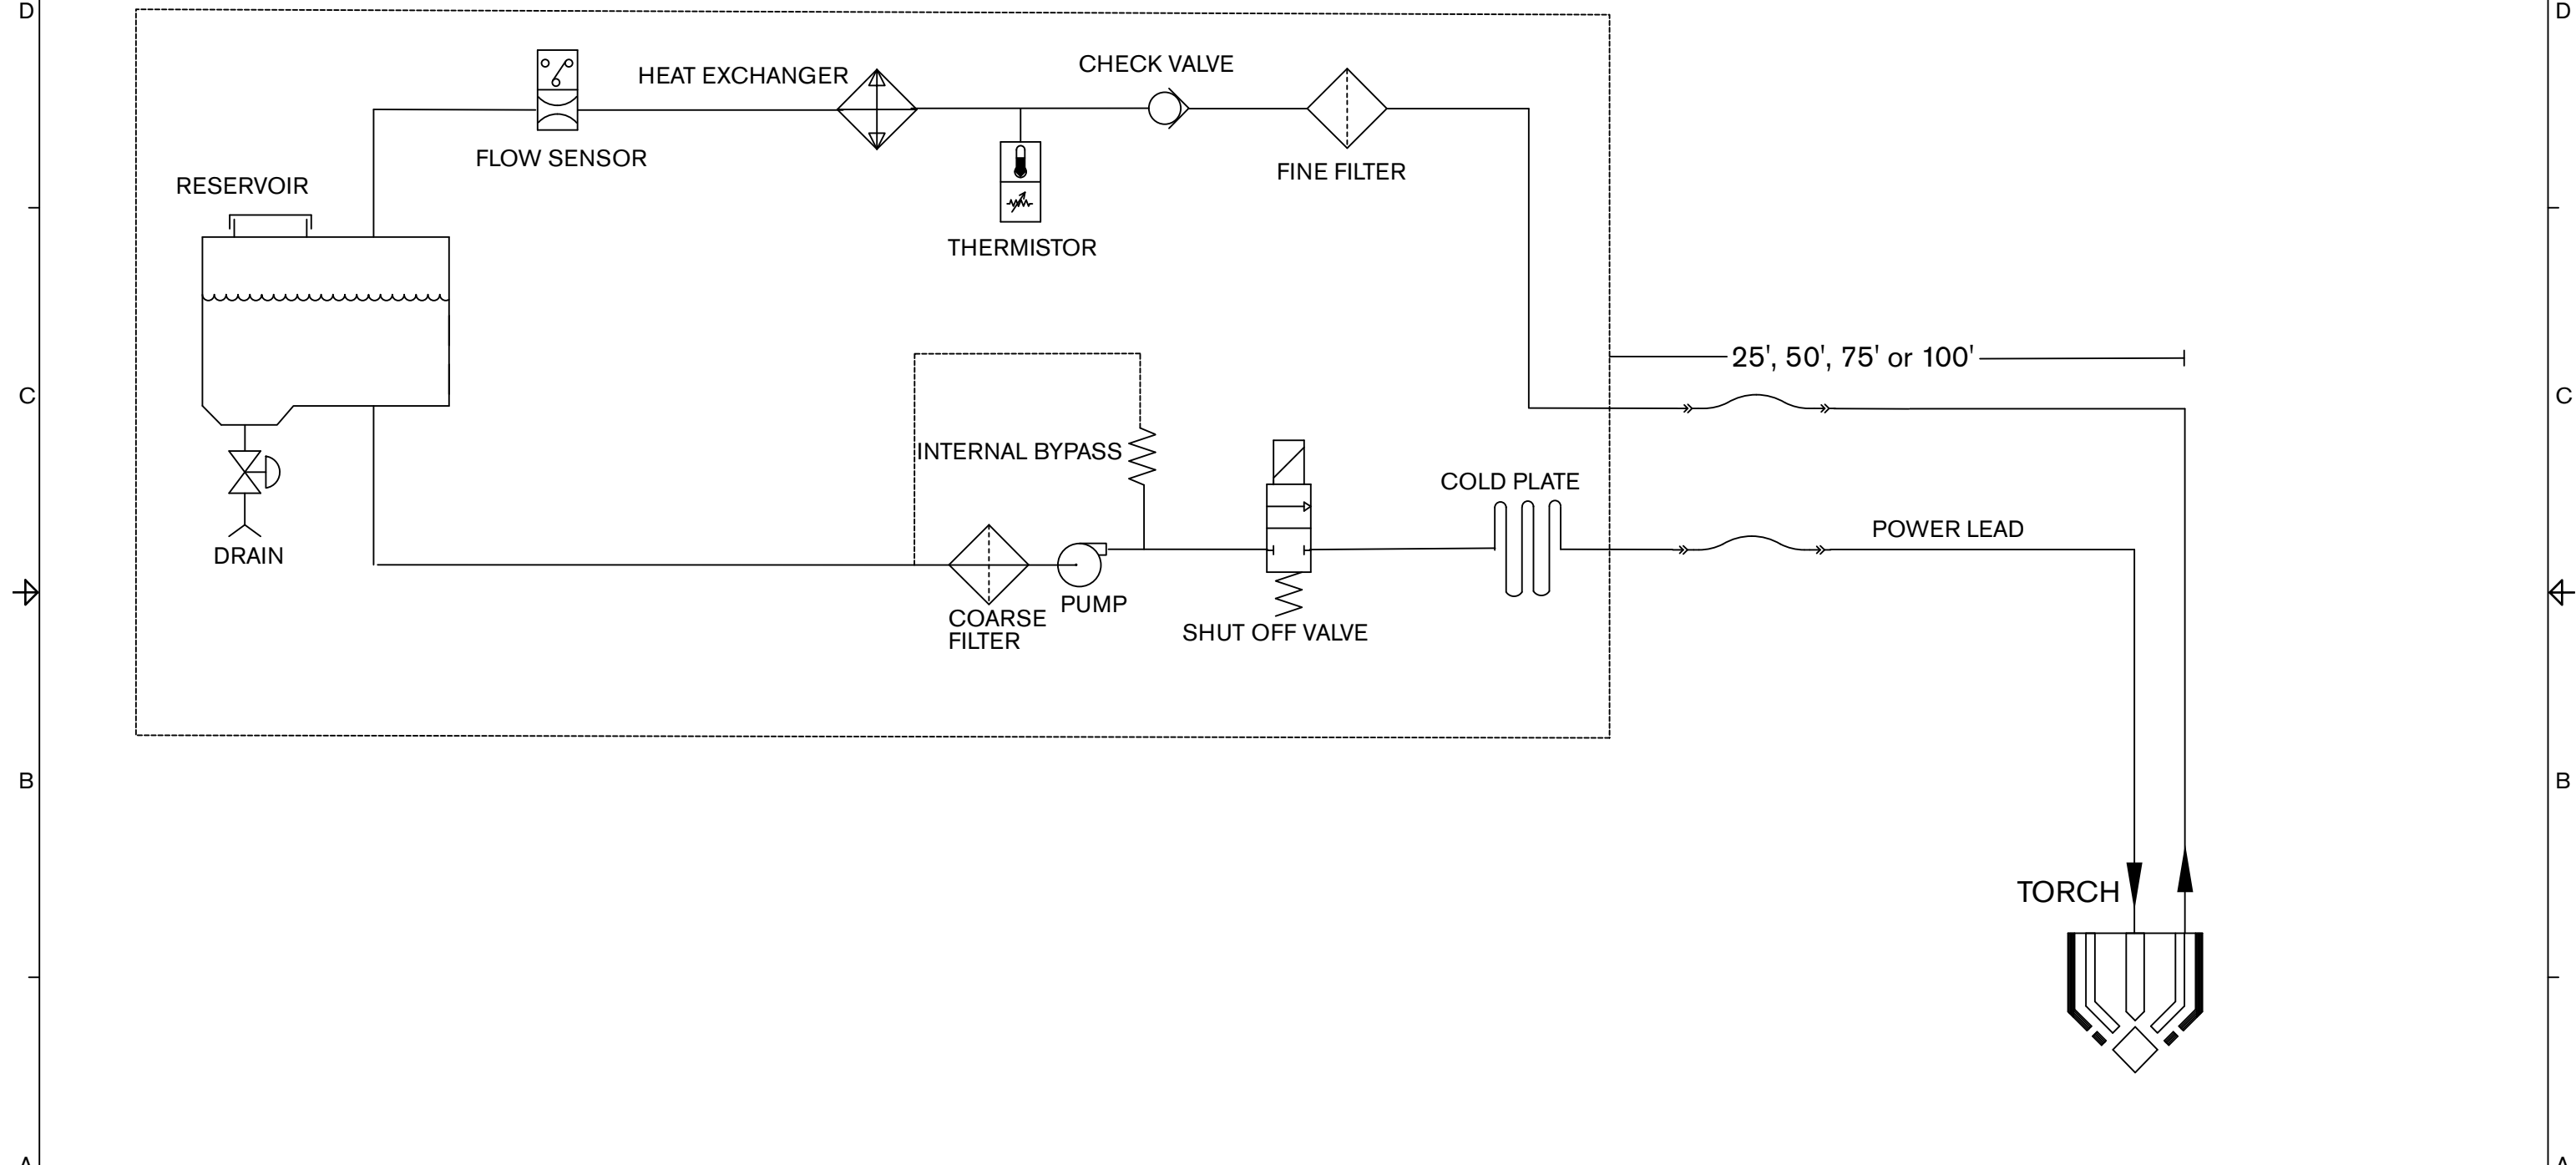 D
D
CHECK VALVE
HEAT EXCHANGER
FLOW SENSOR
FINE FILTER
RESERVOIR
THERMISTOR
25', 50', 75' or 100'
C
C
INTERNAL BYPASS
COLD PLATE
POWER LEAD
DRAIN
PUMP
COARSE
FILTER
SHUT OFF VALVE
B
B
TORCH
A
A